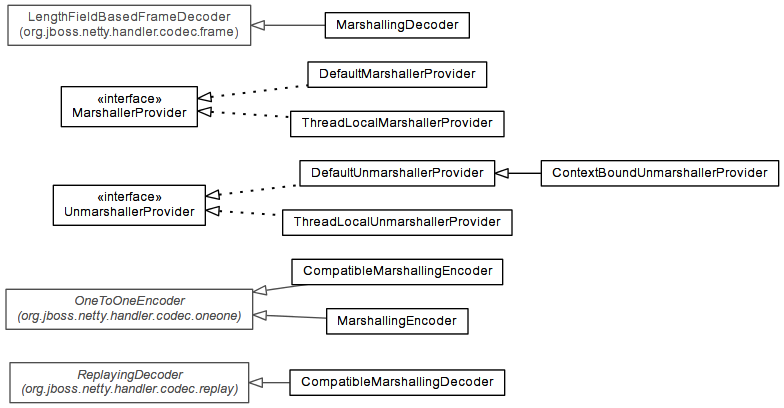 LengthFieldBasedFrameDecoder
(org.jboss.netty.handler.codec.frame)
MarshallingDecoder
«interface»
MarshallerProvider
DefaultMarshallerProvider
ThreadLocalMarshallerProvider
«interface»
UnmarshallerProvider
DefaultUnmarshallerProvider
ContextBoundUnmarshallerProvider
ThreadLocalUnmarshallerProvider
OneToOneEncoder
(org.jboss.netty.handler.codec.oneone)
CompatibleMarshallingEncoder
MarshallingEncoder
ReplayingDecoder
(org.jboss.netty.handler.codec.replay)
CompatibleMarshallingDecoder